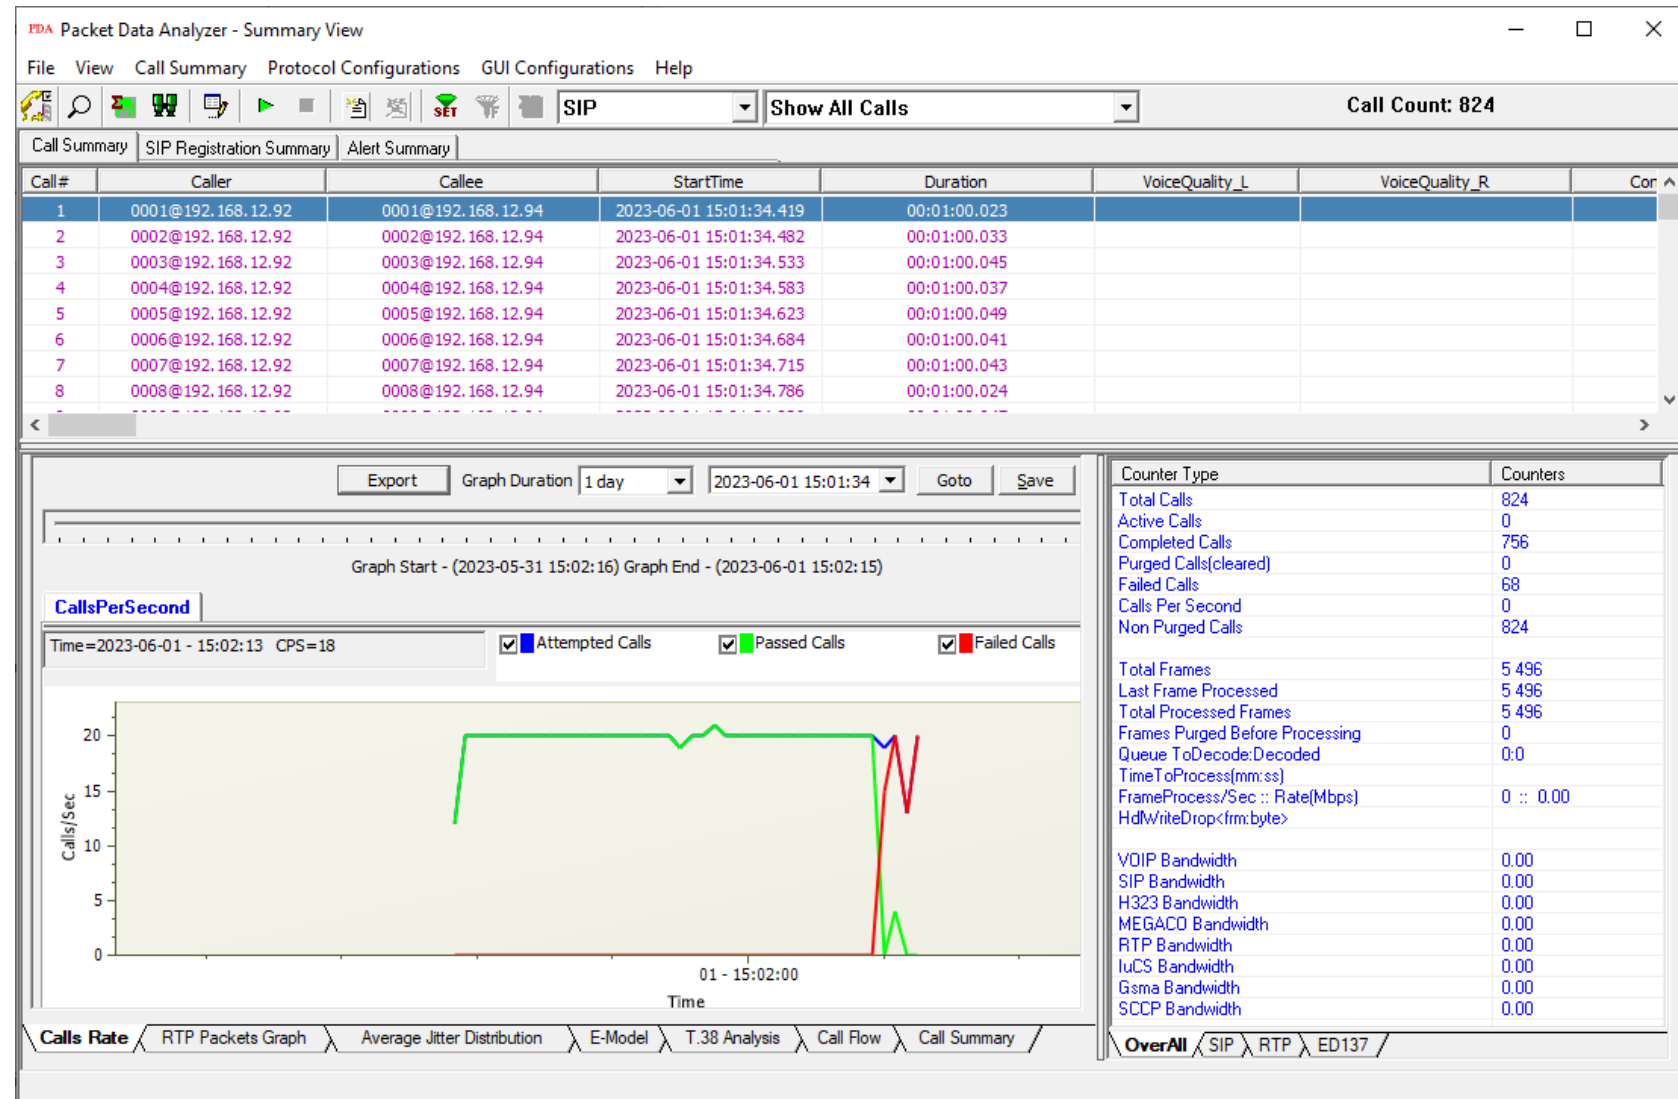 PDA Packet Data Analyzer - Summary View
File View Call Summary Protocol Configurations GUI Configurations Help
SET SIP Show All Calls Call Count: 824
Call Summary SIP Registration Summary Alert Summary
Call# Caller Callee StartTime Duration VoiceQuality_L VoiceQuality_R Con
1 0001@192.168.12.92 0001@192.168.12.94 2023-06-01 15:01:34.419 00:01:00.023
2 0002@192.168.12.92 0002@192.168.12.94 2023-06-01 15:01:34.482 00:01:00.033
3 0003@192.168.12.92 0003@192.168.12.94 2023-06-01 15:01:34.533 00:01:00.045
4 0004@192.168.12.92 0004@192.168.12.94 2023-06-01 15:01:34.583 00:01:00.037
5 0005@192.168.12.92 0005@192.168.12.94 2023-06-01 15:01:34.623 00:01:00.049
6 0006@192.168.12.92 0006@192.168.12.94 2023-06-01 15:01:34.684 00:01:00.041
7 0007@192.168.12.92 0007@192.168.12.94 2023-06-01 15:01:34.715 00:01:00.043
8 0008@192.168.12.92 0008@192.168.12.94 2023-06-01 15:01:34.786 00:01:00.024
Export Graph Duration 1 day 2023-06-01 15:01:34 Goto Save
Graph Start - (2023-05-31 15:02:16) Graph End - (2023-06-01 15:02:15)
CallsPerSecond
Time=2023-06-01 - 15:02:13 CPS=18 Attempted Calls Passed Calls Failed Calls
Calls/Sec
20
15
10
5
0
01 - 15:02:00
Time
Calls Rate RTP Packets Graph Average Jitter Distribution E-Model T.38 Analysis Call Flow Call Summary
Counter Type Counters
Total Calls 824
Active Calls 0
Completed Calls 756
Purged Calls(cleared) 0
Failed Calls 68
Calls Per Second 0
Non Purged Calls 824
Total Frames 5 496
Last Frame Processed 5 496
Total Processed Frames 5 496
Frames Purged Before Processing 0
Queue ToDecode:Decoded 0:0
TimeToProcess(mm:ss)
FrameProcess/Sec :: Rate(Mbps) 0 :: 0.00
HdlWriteDrop<frm:byte>
VOIP Bandwidth 0.00
SIP Bandwidth 0.00
H323 Bandwidth 0.00
MEGACO Bandwidth 0.00
RTP Bandwidth 0.00
IuCS Bandwidth 0.00
Gsma Bandwidth 0.00
SCCP Bandwidth 0.00
OverAll SIP RTP ED137